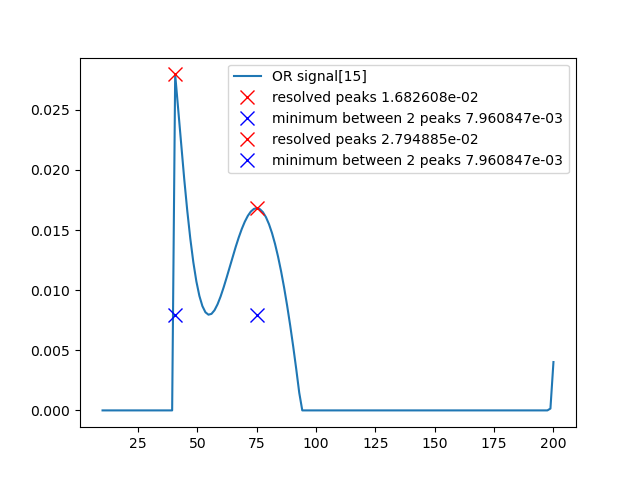 OR signal[15]
resolved peaks 1.682608e-02
minimum between 2 peaks 7.960847e-03
resolved peaks 2.794885e-02
minimum between 2 peaks 7.960847e-03
0.025
0.020
0.015
0.010
0.005
0.000
25 50 75 100 125 150 175 200